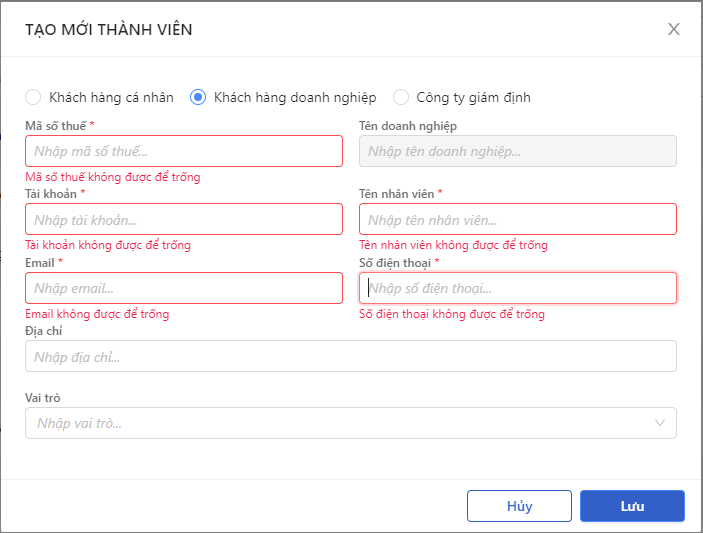 TẠO MỚI THÀNH VIÊN
Khách hàng cá nhân Khách hàng doanh nghiệp Công ty giám định
Mã số thuế * Tên doanh nghiệp
Nhập mã số thuế... Nhập tên doanh nghiệp...
Mã số thuế không được để trống
Tài khoản * Tên nhân viên *
Nhập tài khoản... Nhập tên nhân viên...
Tài khoản không được để trống Tên nhân viên không được để trống
Email * Số điện thoại *
Nhập email... Nhập số điện thoại...
Email không được để trống Số điện thoại không được để trống
Địa chỉ
Nhập địa chỉ...
Vai trò
Nhập vai trò...
Hủy Lưu